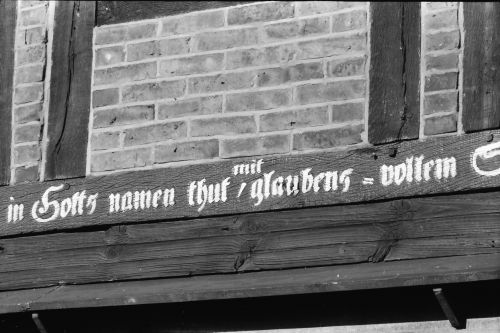 in Gotts namen thut / mit glaubens = vollem